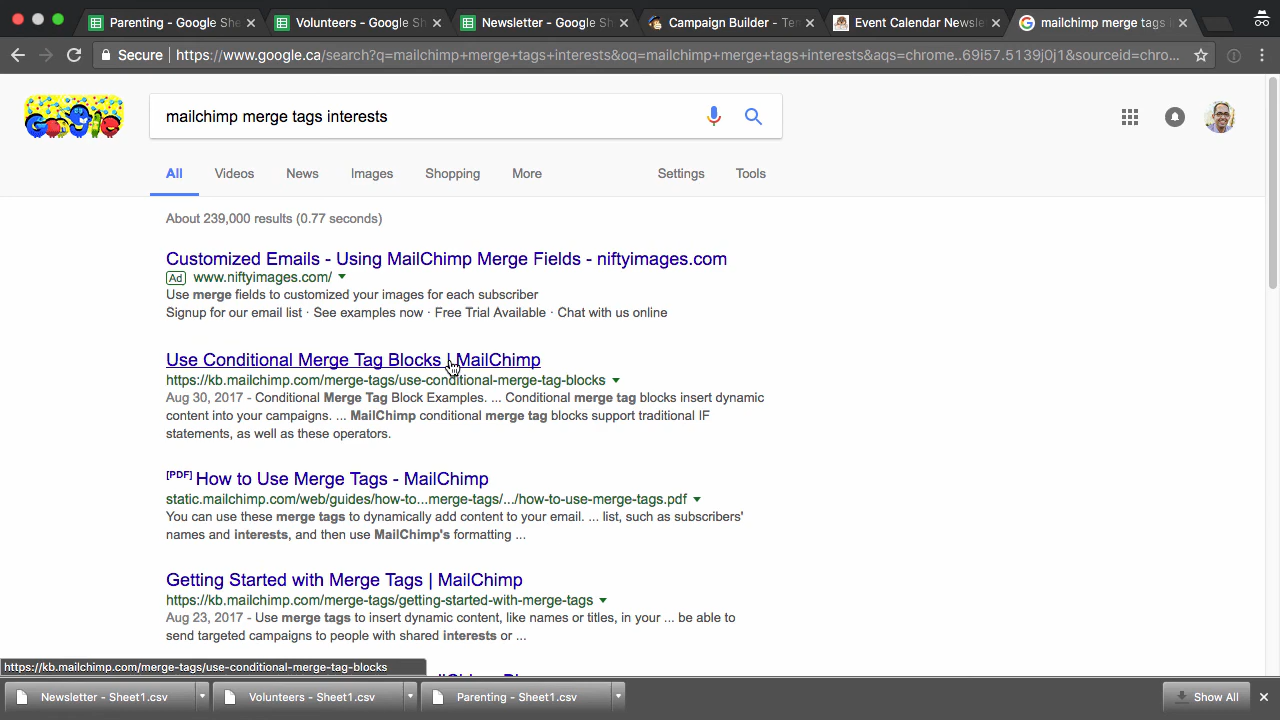 Parenting - Google She
Volunteers - Google Sh
Newsletter - Google Sh
Campaign Builder - Te
Event Calendar Newsle
mailchimp merge tags
Secure
https://www.google.ca/search?q=mailchimp+merge+tags+interests&oq=mailchimp+merge+tags+interests&aqs=chrome..69i57.5139j0j1&sourceid=chro...
mailchimp merge tags interests
All
Videos
News
Images
Shopping
More
Settings
Tools
About 239,000 results (0.77 seconds)
Customized Emails - Using MailChimp Merge Fields - niftyimages.com
Ad www.niftyimages.com/
Use merge fields to customized your images for each subscriber
Signup for our email list · See examples now · Free Trial Available · Chat with us online
Use Conditional Merge Tag Blocks | MailChimp
https://kb.mailchimp.com/merge-tags/use-conditional-merge-tag-blocks
Aug 30, 2017 - Conditional Merge Tag Block Examples. ... Conditional merge tag blocks insert dynamic
content into your campaigns. ... MailChimp conditional merge tag blocks support traditional IF
statements, as well as these operators.
[PDF] How to Use Merge Tags - MailChimp
static.mailchimp.com/web/guides/how-to...merge-tags/.../how-to-use-merge-tags.pdf
You can use these merge tags to dynamically add content to your email. ... list, such as subscribers'
names and interests, and then use MailChimp's formatting ...
Getting Started with Merge Tags | MailChimp
https://kb.mailchimp.com/merge-tags/getting-started-with-merge-tags
Aug 23, 2017 - Use merge tags to insert dynamic content, like names or titles, in your ... be able to
send targeted campaigns to people with shared interests or ...
https://kb.mailchimp.com/merge-tags/use-conditional-merge-tag-blocks
Newsletter - Sheet1.csv
Volunteers - Sheet1.csv
Parenting - Sheet1.csv
Show All